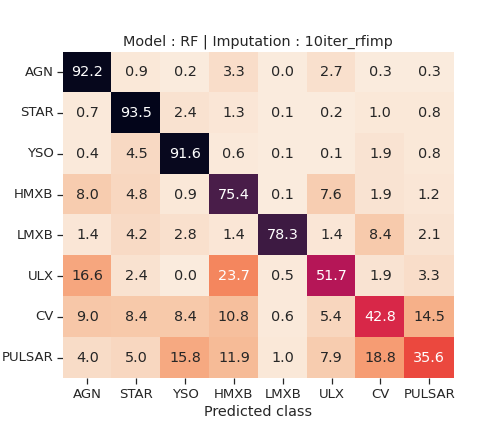 Model : RF | Imputation : 10iter_rfimp
AGN 92.2 0.9 0.2 3.3 0.0 2.7 0.3 0.3
STAR 0.7 93.5 2.4 1.3 0.1 0.2 1.0 0.8
YSO 0.4 4.5 91.6 0.6 0.1 0.1 1.9 0.8
HMXB 8.0 4.8 0.9 75.4 0.1 7.6 1.9 1.2
LMXB 1.4 4.2 2.8 1.4 78.3 1.4 8.4 2.1
ULX 16.6 2.4 0.0 23.7 0.5 51.7 1.9 3.3
CV 9.0 8.4 8.4 10.8 0.6 5.4 42.8 14.5
PULSAR 4.0 5.0 15.8 11.9 1.0 7.9 18.8 35.6
AGN STAR YSO HMXB LMXB ULX CV PULSAR
Predicted class